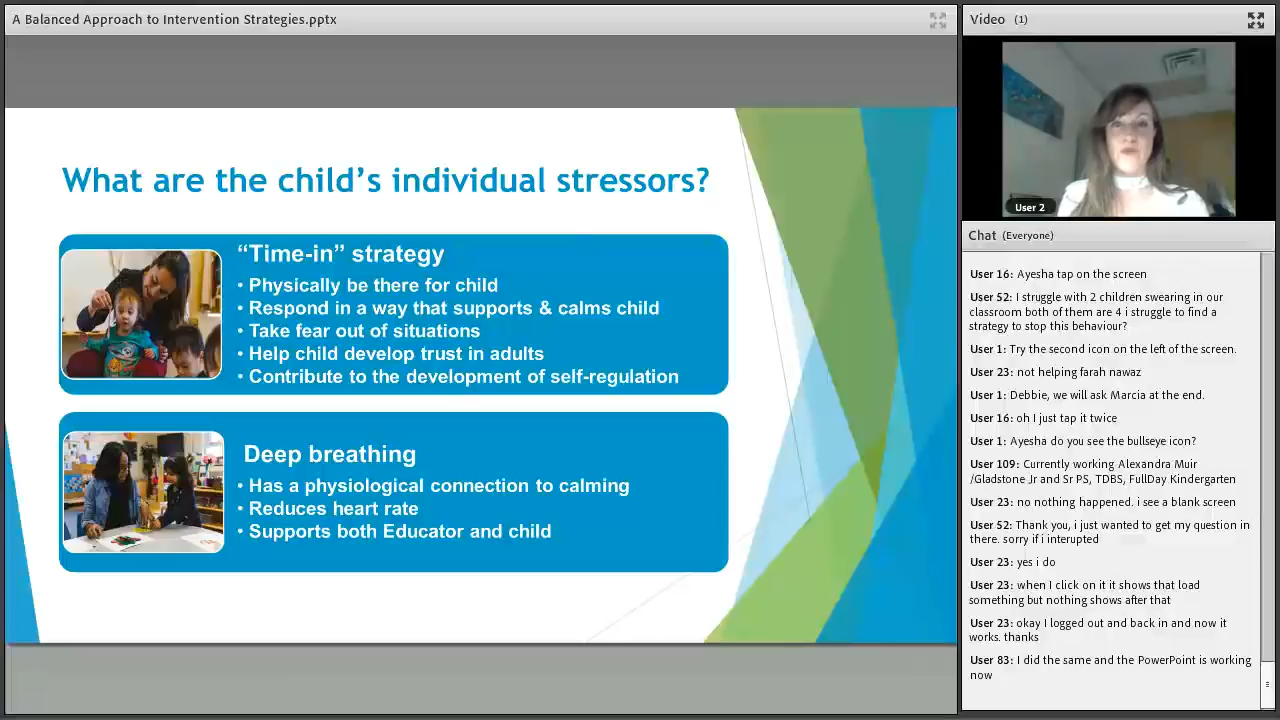 A Balanced Approach to Intervention Strategies.pptx
What are the child's individual stressors?
“Time-in” strategy
• Physically be there for child
• Respond in a way that supports & calms child
• Take fear out of situations
• Help child develop trust in adults
• Contribute to the development of self-regulation
Deep breathing
• Has a physiological connection to calming
• Reduces heart rate
• Supports both Educator and child
Video (1)
User 2
Chat (Everyone)
User 16: Ayesha tap on the screen
User 52: I struggle with 2 children swearing in our
classroom both of them are 4 i struggle to find a
strategy to stop this behaviour?
User 1: Try the second icon on the left of the screen.
User 23: not helping farah nawaz
User 1: Debbie, we will ask Marcia at the end.
User 16: oh I just tap it twice
User 1: Ayesha do you see the bullseye icon?
User 109: Currently working Alexandra Muir
/Gladstone Jr and Sr PS, TDBS, FullDay Kindergarten
User 23: no nothing happened. i see a blank screen
User 52: Thank you, i just wanted to get my question in
there. sorry if i interupted
User 23: yes i do
User 23: when I click on it it shows that load
something but nothing shows after that
User 23: okay I logged out and back in and now it
works. thanks
User 83: I did the same and the PowerPoint is working
now